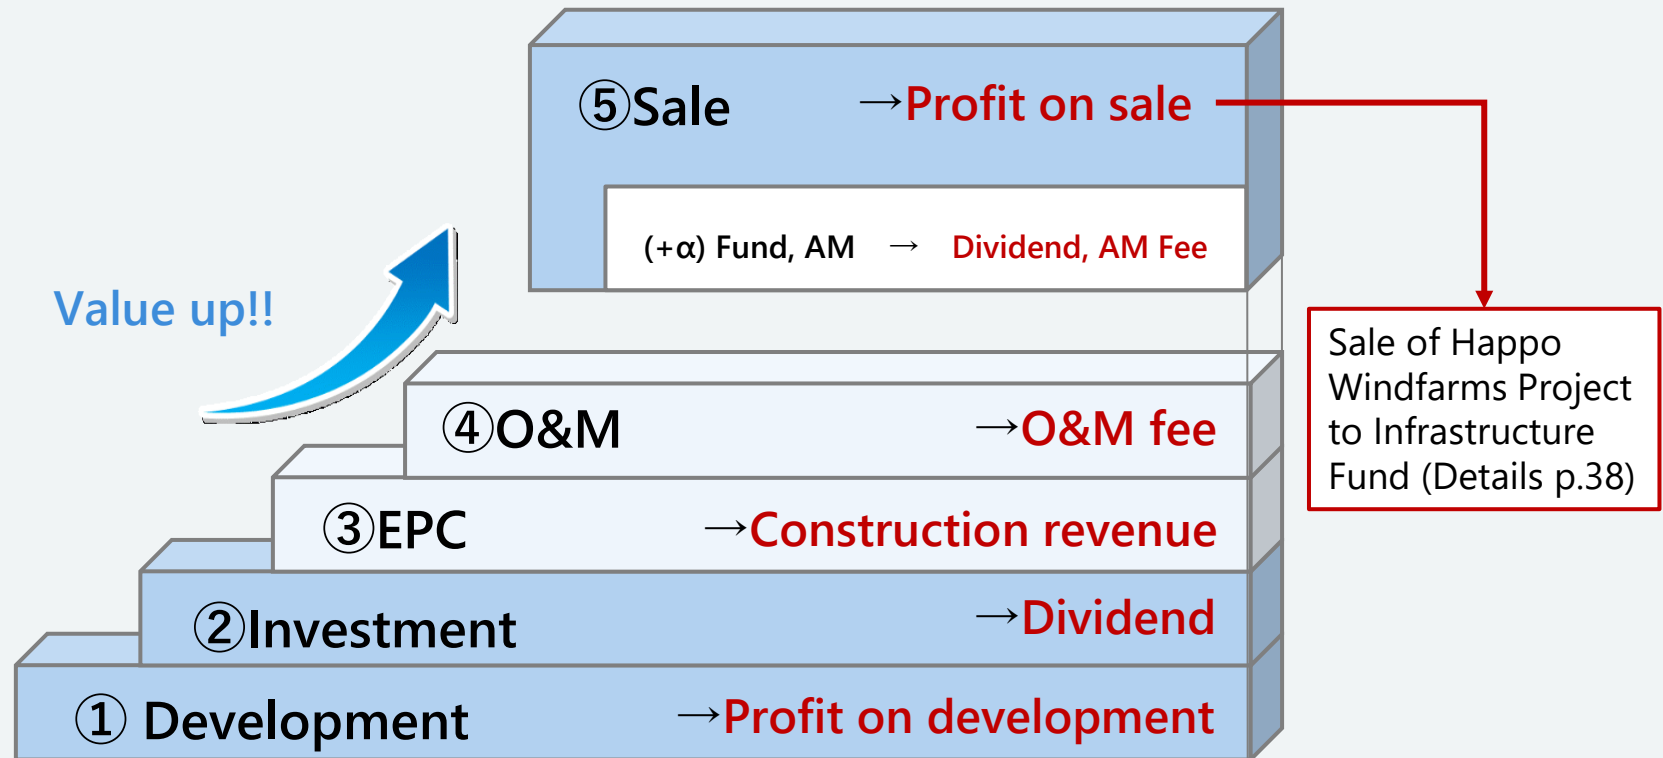 ⑤Sale →Profit on sale
(+α) Fund, AM → Dividend, AM Fee
Value up!!
Sale of Happo
Windfarms Project
to Infrastructure
Fund (Details p.38)
④O&M →O&M fee
③EPC →Construction revenue
②Investment →Dividend
① Development →Profit on development